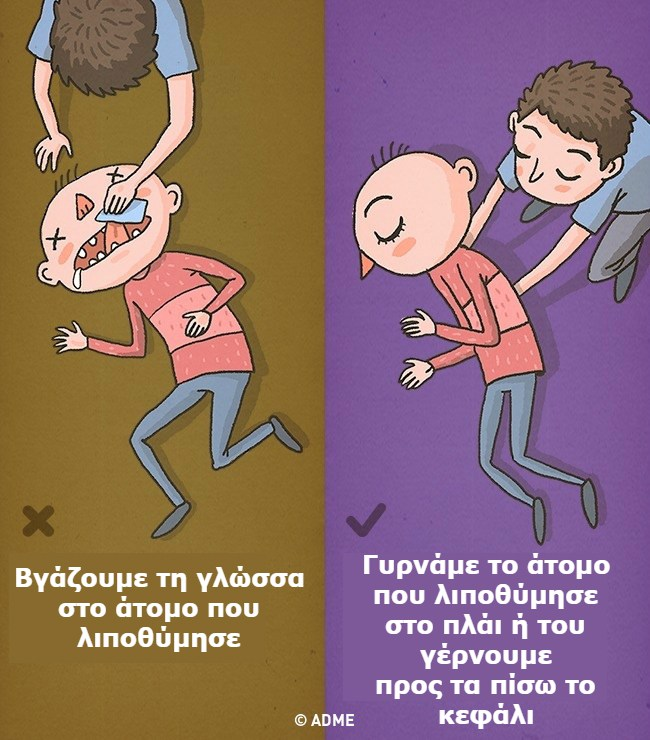 Βγάζουμε τη γλώσσα
στο άτομο που
λιποθύμησε
Γυρνάμε το άτομο
που λιποθύμησε
στο πλάι ή του
γέρνουμε
προς τα πίσω το
κεφάλι
© ADME